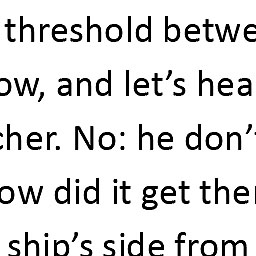 threshold betwe
ow, and let’s hea
cher. No: he don’t
ow did it get ther
ship’s side from